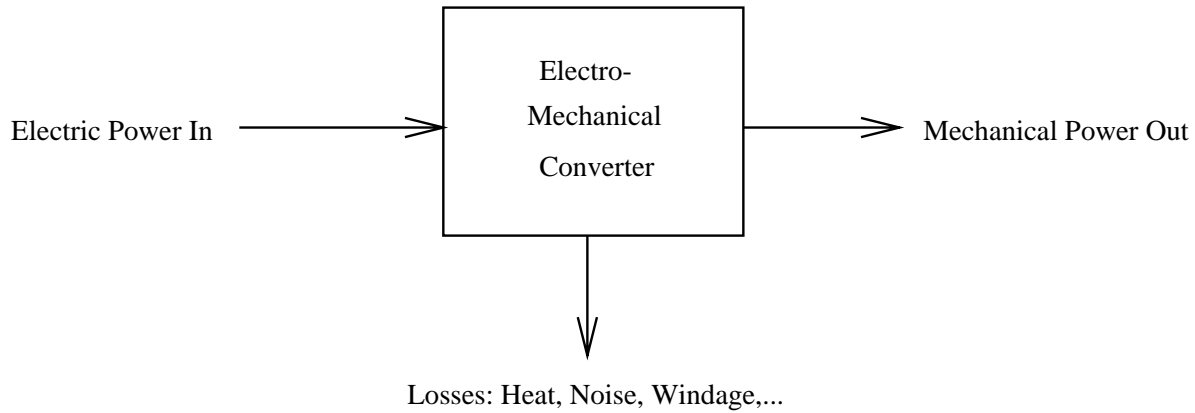 Electro-
Mechanical
Converter
Electric Power In
Mechanical Power Out
Losses: Heat, Noise, Windage,...